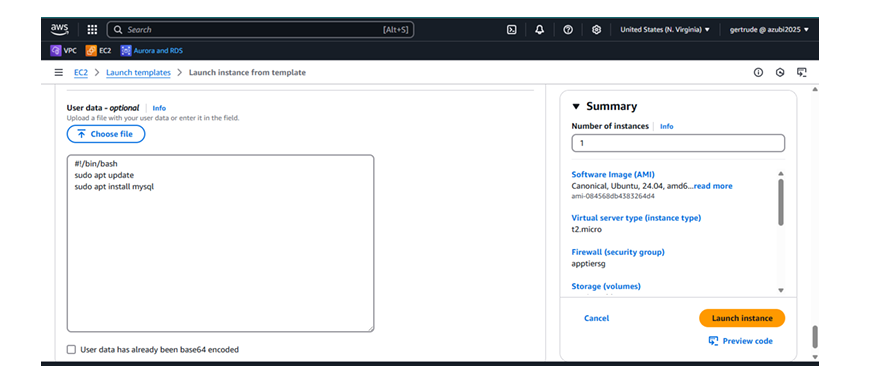 aws
Search
[Alt+S]
United States (N. Virginia) ▼
gertrude @ azubi2025 ▼
VPC
EC2
Aurora and RDS
EC2 > Launch templates > Launch instance from template
User data - optional | Info
Upload a file with your user data or enter it in the field.
Choose file
#!/bin/bash
sudo apt update
sudo apt install mysql
User data has already been base64 encoded
▼ Summary
Number of instances | Info
1
Software Image (AMI)
Canonical, Ubuntu, 24.04, amd6...read more
ami-084568db4383264d4
Virtual server type (instance type)
t2.micro
Firewall (security group)
apptiersg
Storage (volumes)
Cancel
Launch instance
Preview code